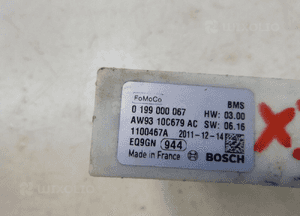 FoMoCo
BMS
0 199 000 067 HW: 03.00
AW93 10C679 AC SW: 06.16
1100467A 2011-12-14
EQ9GN 944
Made in France BOSCH